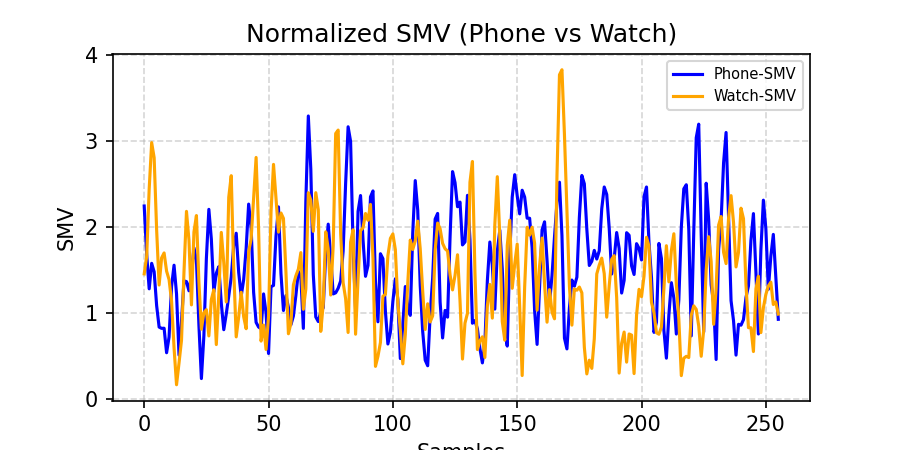 Normalized SMV (Phone vs Watch)
4
3
2
1
0
SMV
Phone-SMV
Watch-SMV
0 50 100 150 200 250
Samples